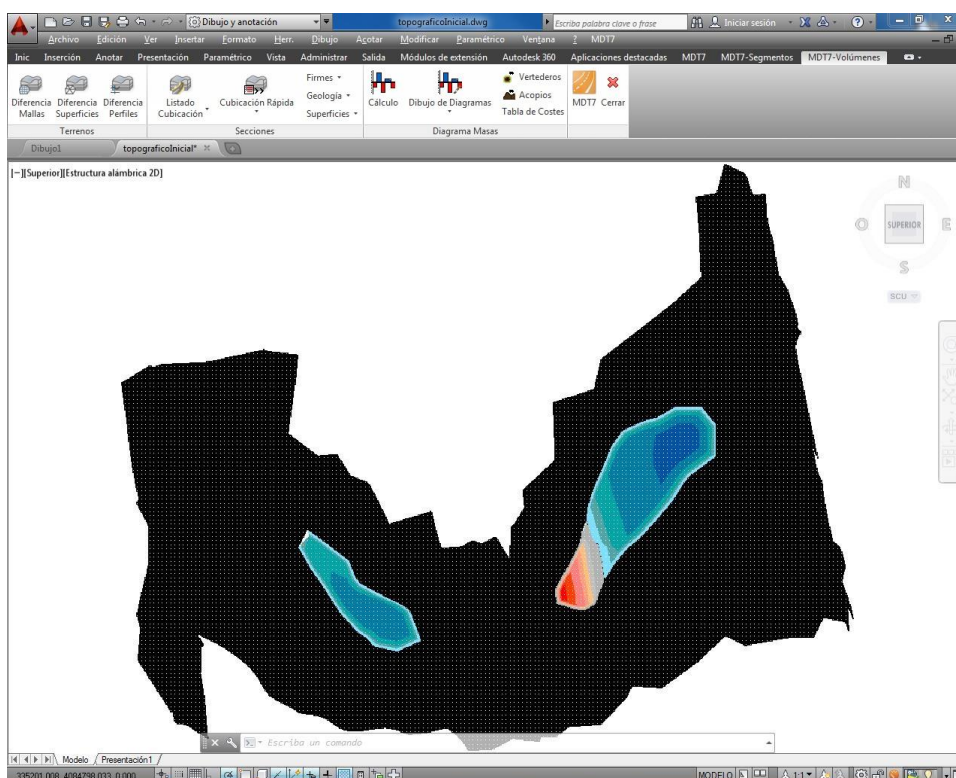 Dibujo y anotación topograficoInicial.dwg Escriba palabra clave o frase Iniciar sesión
Archivo Edición Ver Insertar Formato Herr. Dibujo Acotar Modificar Paramétrico Ventana ? MDT7
Inic Inserción Anotar Presentación Paramétrico Vista Administrar Salida Módulos de extensión Autodesk 360 Aplicaciones destacadas MDT7 MDT7-Segmentos MDT7-Volúmenes
Diferencia Mallas
Diferencia Superficies
Diferencia Perfiles
Terrenos
Listado Cubicación
Cubicación Rápida
Firmes
Geología
Superficies
Secciones
Cálculo
Dibujo de Diagramas
Vertederos
Acopios
Tabla de Costes
Diagrama Masas
MDT7 Cerrar
Dibujo1 topograficoInicial*
[−][Superior][Estructura alámbrica 2D]
N
O SUPERIOR E
S
SCU
Escriba un comando
Modelo Presentación1
335201.008, 4084798.033, 0.000 MODELO 1:1